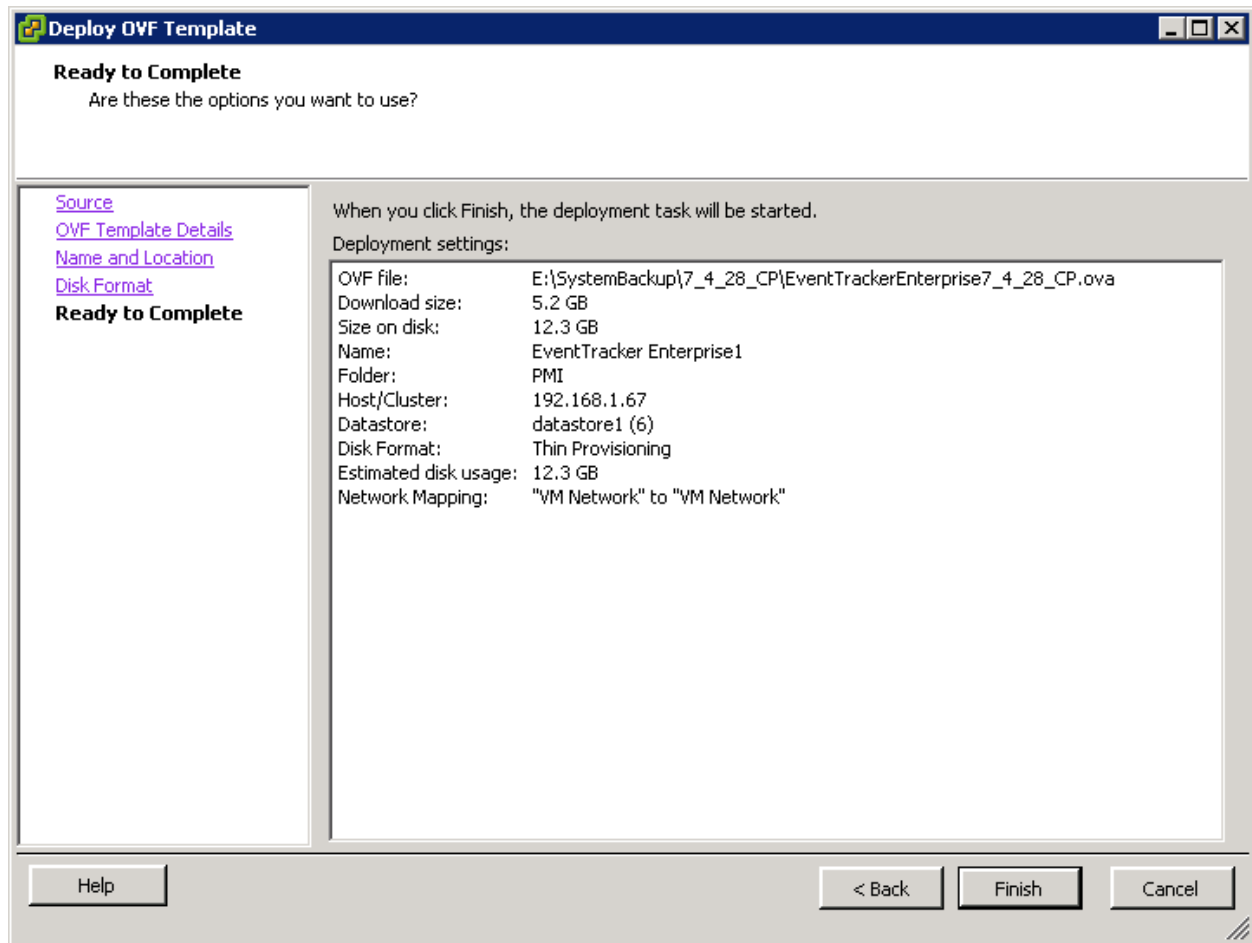 Deploy OVF Template
Ready to Complete
Are these the options you want to use?
Source
OVF Template Details
Name and Location
Disk Format
Ready to Complete
When you click Finish, the deployment task will be started.
Deployment settings:
OVF file: E:\SystemBackup\7_4_28_CP\EventTrackerEnterprise7_4_28_CP.ova
Download size: 5.2 GB
Size on disk: 12.3 GB
Name: EventTracker Enterprise1
Folder: PMI
Host/Cluster: 192.168.1.67
Datastore: datastore1 (6)
Disk Format: Thin Provisioning
Estimated disk usage: 12.3 GB
Network Mapping: "VM Network" to "VM Network"
Help
< Back
Finish
Cancel